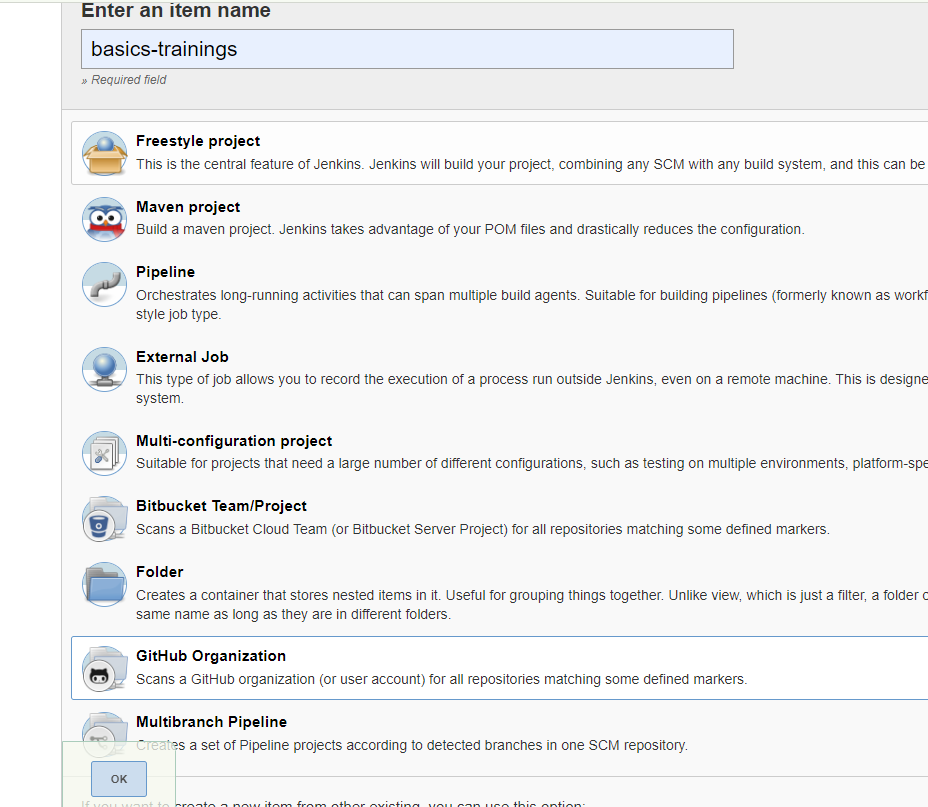 Enter an item name
basics-trainings
» Required field
Freestyle project
This is the central feature of Jenkins. Jenkins will build your project, combining any SCM with any build system, and this can be
Maven project
Build a maven project. Jenkins takes advantage of your POM files and drastically reduces the configuration.
Pipeline
Orchestrates long-running activities that can span multiple build agents. Suitable for building pipelines (formerly known as workf
style job type.
External Job
This type of job allows you to record the execution of a process run outside Jenkins, even on a remote machine. This is designe
system.
Multi-configuration project
Suitable for projects that need a large number of different configurations, such as testing on multiple environments, platform-spe
Bitbucket Team/Project
Scans a Bitbucket Cloud Team (or Bitbucket Server Project) for all repositories matching some defined markers.
Folder
Creates a container that stores nested items in it. Useful for grouping things together. Unlike view, which is just a filter, a folder c
same name as long as they are in different folders.
GitHub Organization
Scans a GitHub organization (or user account) for all repositories matching some defined markers.
Multibranch Pipeline
Creates a set of Pipeline projects according to detected branches in one SCM repository.
OK
If you want to create a new item from other existing, you can use this option: